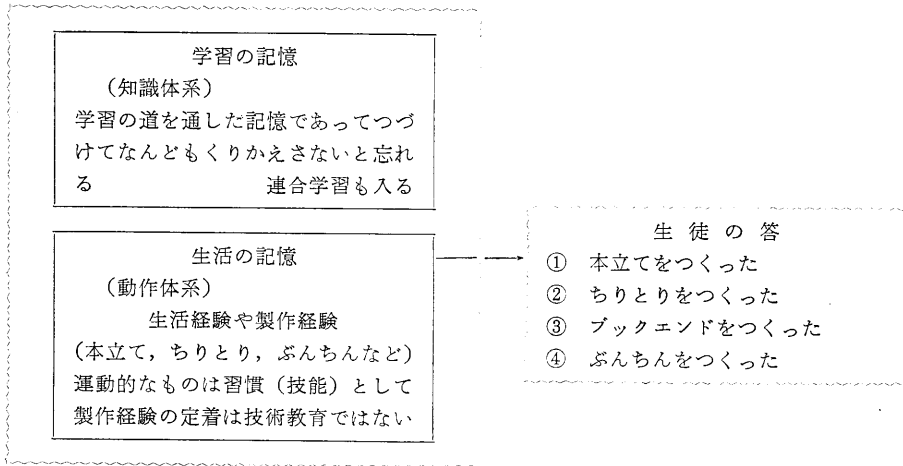 学習の記憶
（知識体系）
学習の道を通しだ記憶であってつづ
けてなんどもくりかえさないと忘れ
る　　　　　　　　連合学習も入る
生活の記憶
（動作体系）
生活経験や製作経験
（本立て，ちりとり，ぶんちんなど）
運動的なものは習慣（技能）として
製作経験の定着は技術教育ではない
生徒の答
① 本立てをつくった
② ちりとりをつくった
③ ブックエンドをつくった
④ ぶんちんをつくった